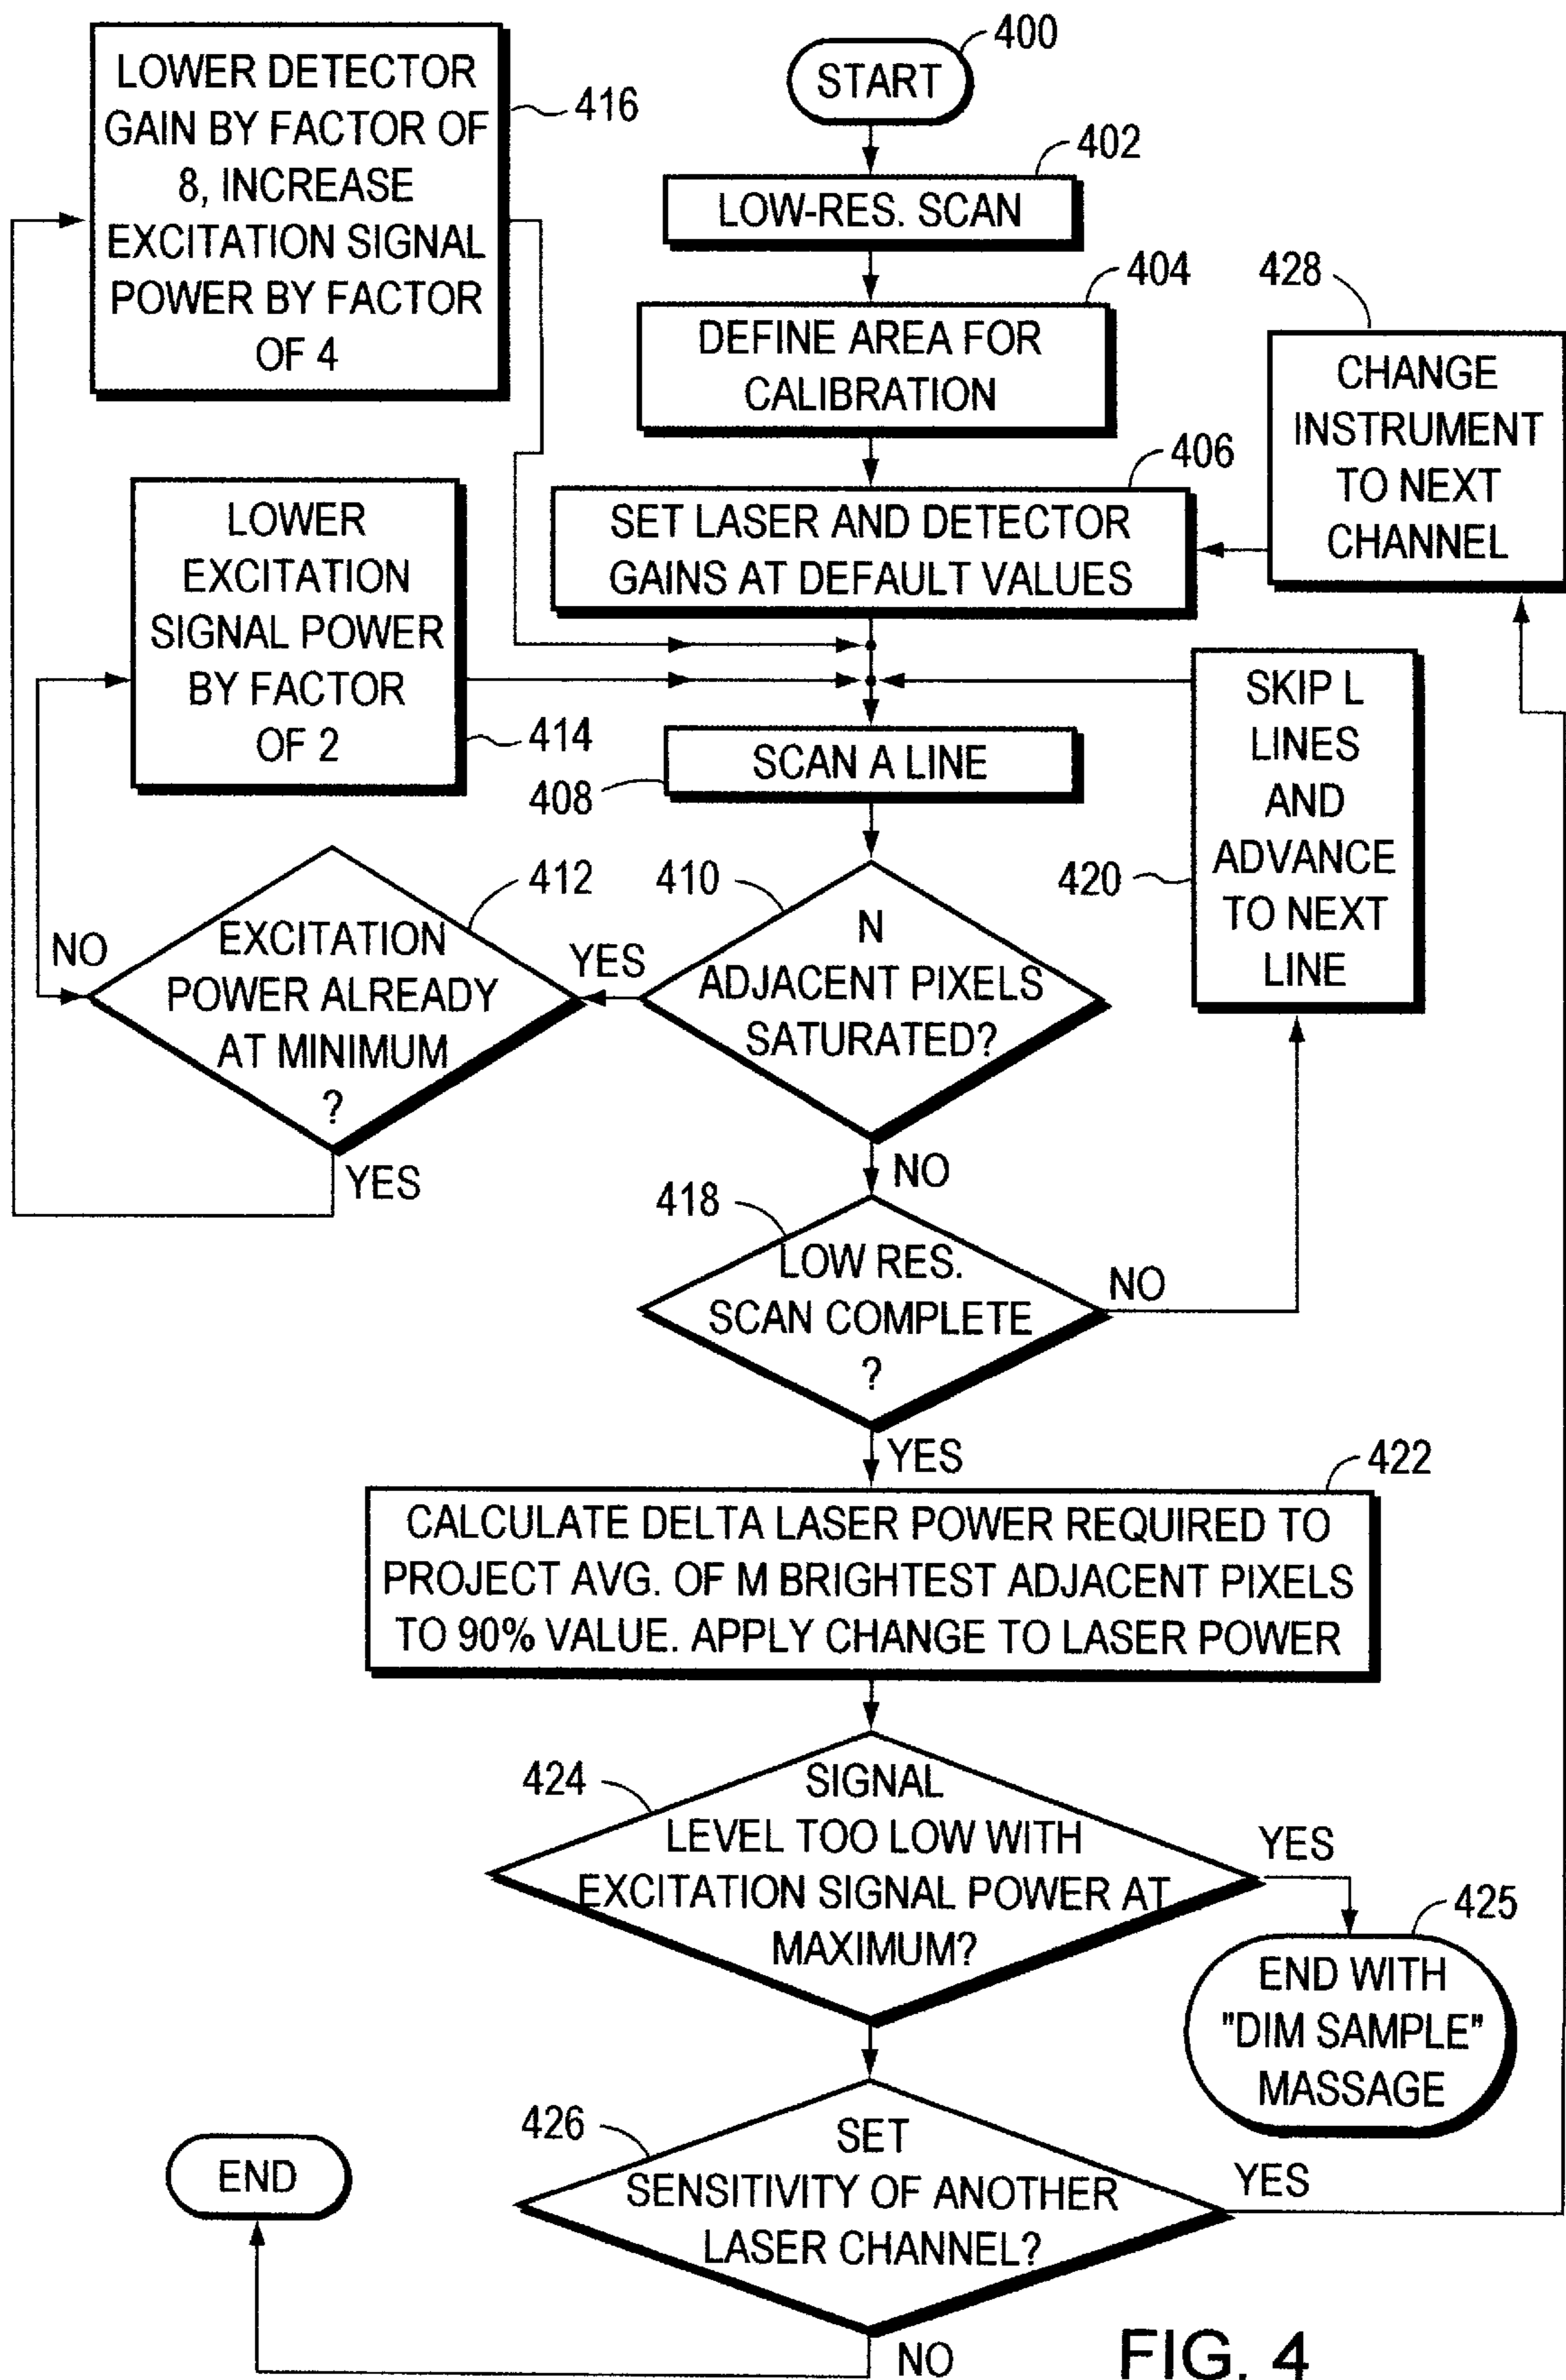 400
START
402
LOW-RES. SCAN
404
DEFINE AREA FOR
CALIBRATION
406
SET LASER AND DETECTOR
GAINS AT DEFAULT VALUES
428
CHANGE
INSTRUMENT
TO NEXT
CHANNEL
LOWER DETECTOR
GAIN BY FACTOR OF
8, INCREASE
EXCITATION SIGNAL
POWER BY FACTOR
OF 4
416
LOWER
EXCITATION
SIGNAL POWER
BY FACTOR
OF 2
414
SCAN A LINE
408
SKIP L
LINES
AND
ADVANCE
TO NEXT
LINE
420
410
N
ADJACENT PIXELS
SATURATED?
YES
NO
412
EXCITATION
POWER ALREADY
AT MINIMUM
?
NO
YES
418
LOW RES.
SCAN COMPLETE
?
NO
YES
422
CALCULATE DELTA LASER POWER REQUIRED TO
PROJECT AVG. OF M BRIGHTEST ADJACENT PIXELS
TO 90% VALUE. APPLY CHANGE TO LASER POWER
424
SIGNAL
LEVEL TOO LOW WITH
EXCITATION SIGNAL POWER AT
MAXIMUM?
YES
425
END WITH
"DIM SAMPLE"
MASSAGE
426
SET
SENSITIVITY OF ANOTHER
LASER CHANNEL?
YES
NO
END
FIG. 4